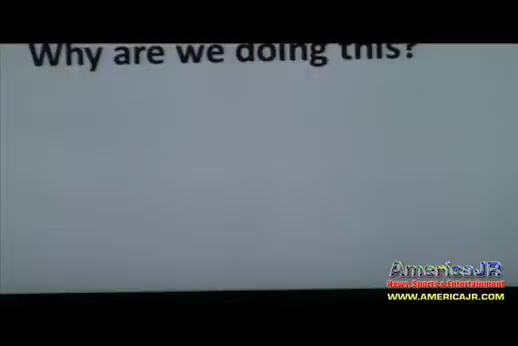 Why are we doing this?
AmericaJR
News, Sports & Entertainment
WWW.AMERICAJR.COM